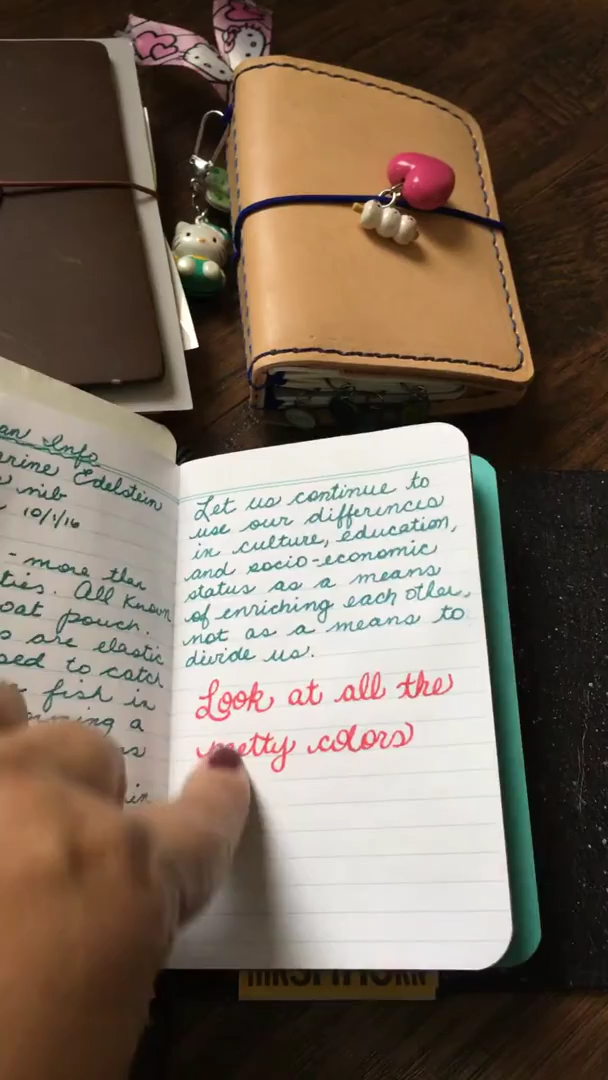 an Info
Edelstein
nib
10/1/16
- more than
ties. All known
oat pouch.
s are elastic
sed to catch
fish in
ming a
in
Let us continue to
use our differences
in culture, education,
and socio-economic
status as a means
of enriching each other,
not as a means to
divide us.
Look at all the
pretty colors